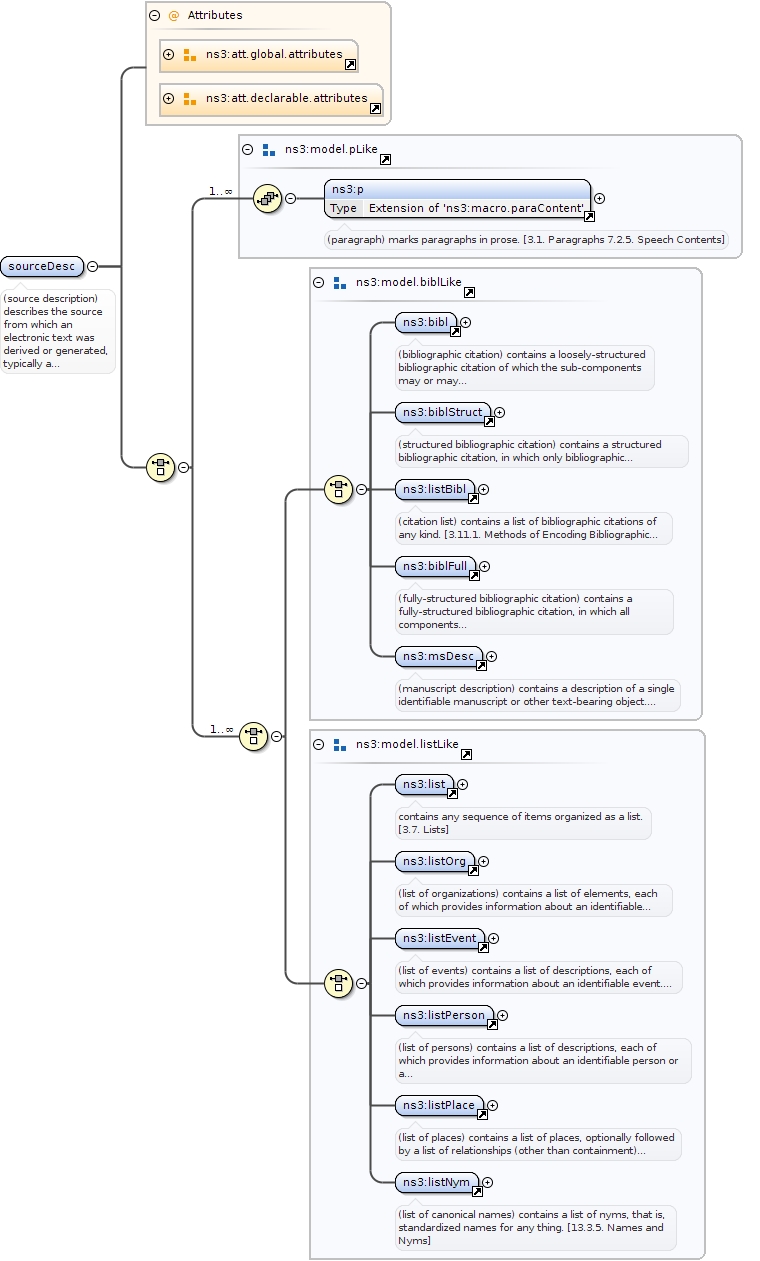 Attributes
ns3:att.global.attributes
ns3:att.declarable.attributes
ns3:model.pLike
1..∞
ns3:p
Type Extension of 'ns3:macro.paraContent'
(paragraph) marks paragraphs in prose. [3.1. Paragraphs 7.2.5. Speech Contents]
sourceDesc
(source description)
describes the source
from which an
electronic text was
derived or generated,
typically a...
ns3:model.biblLike
ns3:bibl
(bibliographic citation) contains a loosely-structured
bibliographic citation of which the sub-components
may or may...
ns3:biblStruct
(structured bibliographic citation) contains a structured
bibliographic citation, in which only bibliographic...
ns3:listBibl
(citation list) contains a list of bibliographic citations of
any kind. [3.11.1. Methods of Encoding Bibliographic...
ns3:biblFull
(fully-structured bibliographic citation) contains a
fully-structured bibliographic citation, in which all
components...
ns3:msDesc
(manuscript description) contains a description of a single
identifiable manuscript or other text-bearing object....
1..∞
ns3:model.listLike
ns3:list
contains any sequence of items organized as a list.
[3.7. Lists]
ns3:listOrg
(list of organizations) contains a list of elements, each
of which provides information about an identifiable...
ns3:listEvent
(list of events) contains a list of descriptions, each of
which provides information about an identifiable event....
ns3:listPerson
(list of persons) contains a list of descriptions, each of
which provides information about an identifiable person or
a...
ns3:listPlace
(list of places) contains a list of places, optionally followed
by a list of relationships (other than containment)...
ns3:listNym
(list of canonical names) contains a list of nyms, that is,
standardized names for any thing. [13.3.5. Names and
Nyms]